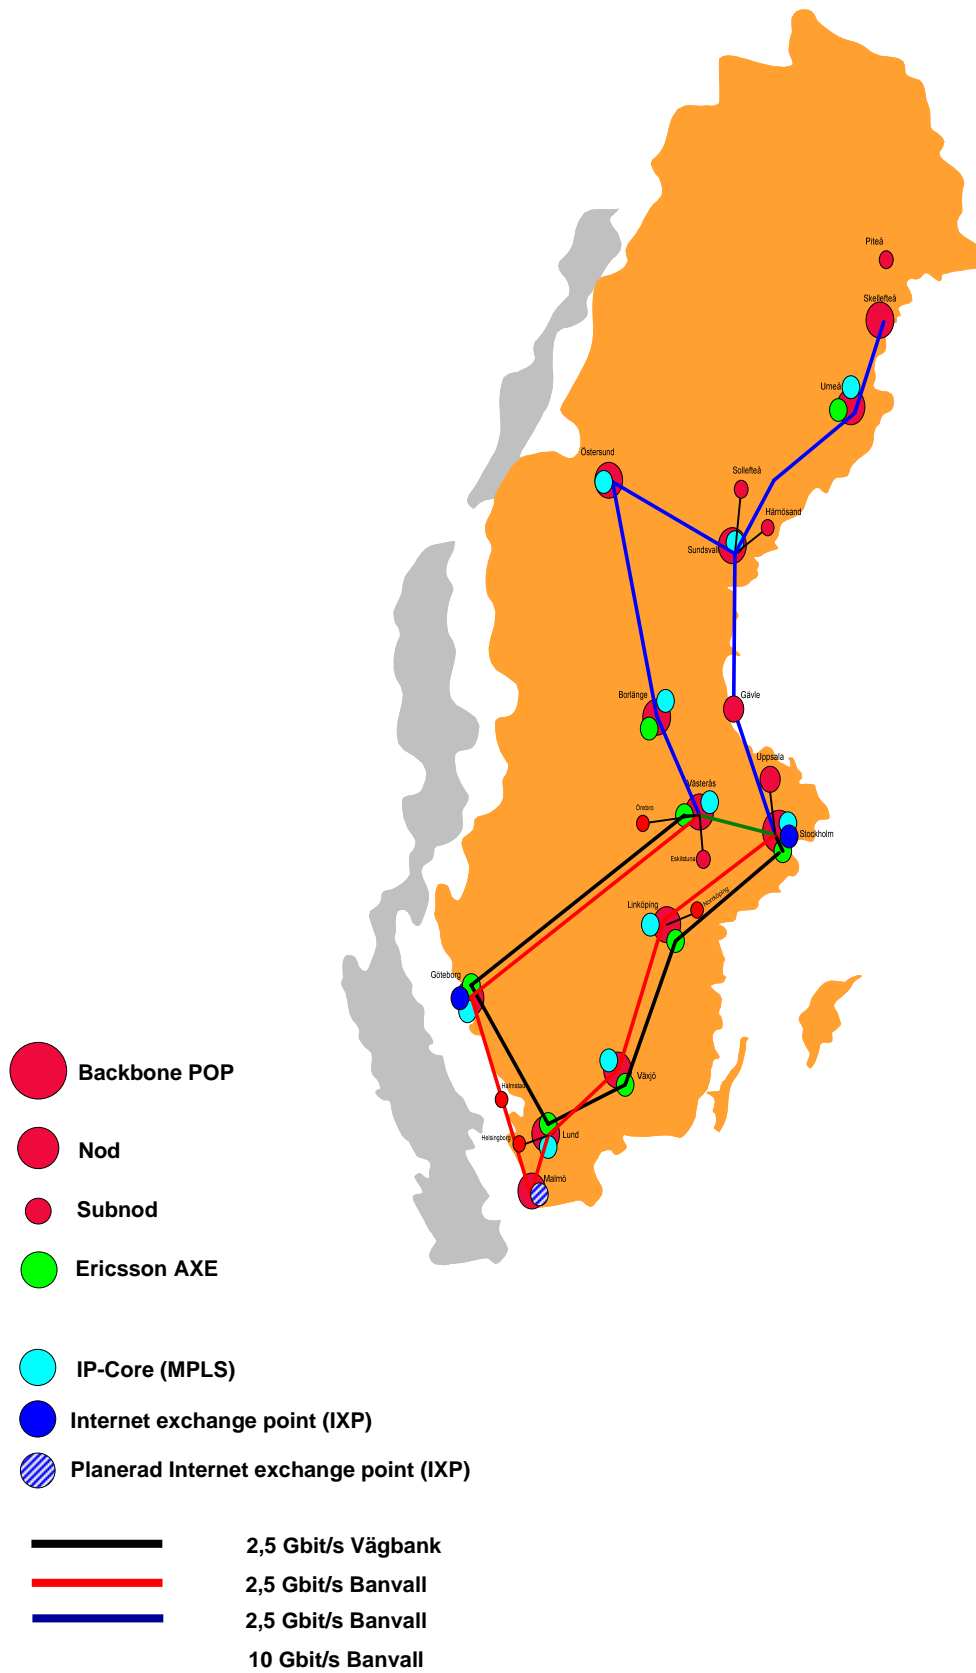 Piteå
Skellefteå
Umeå
Östersund
Sollefteå
Härnösand
Sundsvall
Borlänge
Gävle
Uppsala
Västerås
Örebro
Stockholm
Eskilstuna
Linköping
Norrköping
Göteborg
Växjö
Halmstad
Helsingborg
Lund
Malmö
Backbone POP
Nod
Subnod
Ericsson AXE
IP-Core (MPLS)
Internet exchange point (IXP)
Planerad Internet exchange point (IXP)
2,5 Gbit/s Vägbank
2,5 Gbit/s Banvall
2,5 Gbit/s Banvall
10 Gbit/s Banvall